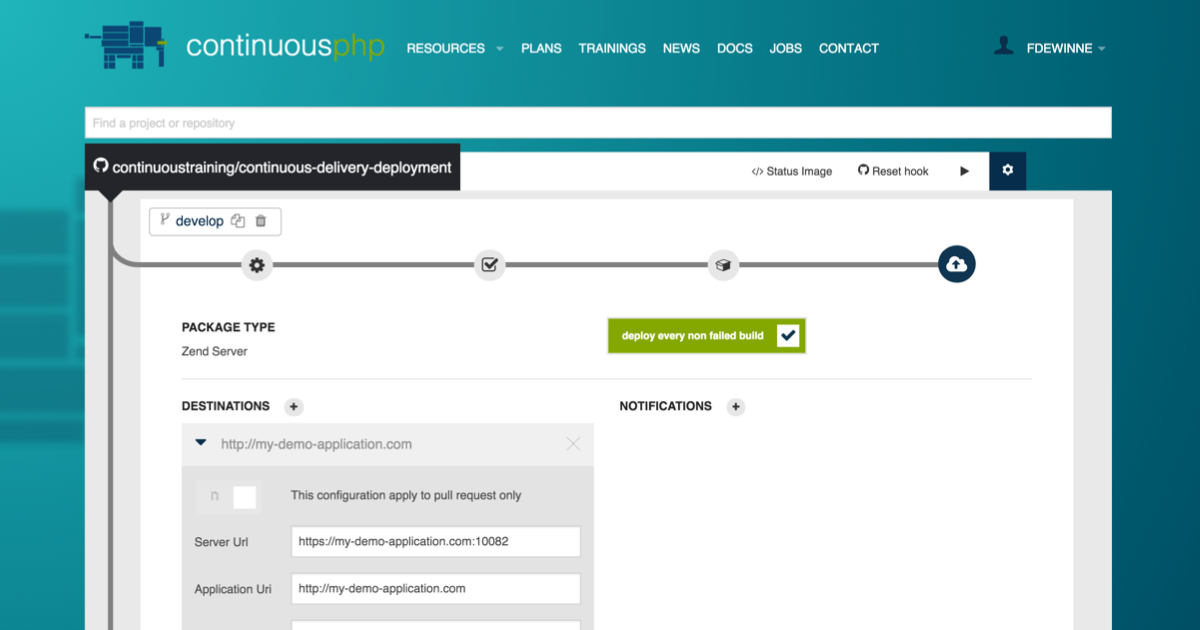 continuousphp RESOURCES PLANS TRAININGS NEWS DOCS JOBS CONTACT FDEWINNE
Find a project or repository
continuoustraining/continuous-delivery-deployment </> Status Image Reset hook
develop
PACKAGE TYPE deploy every non failed build
Zend Server
DESTINATIONS + NOTIFICATIONS +
http://my-demo-application.com
n This configuration apply to pull request only
Server Url https://my-demo-application.com:10082
Application Uri http://my-demo-application.com